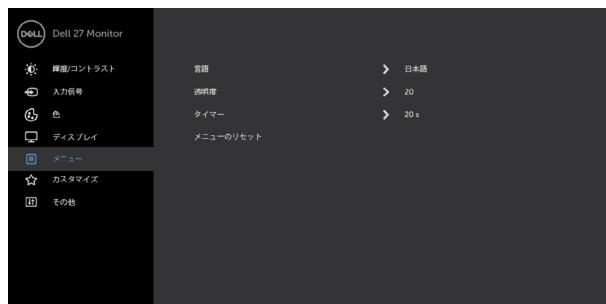 DELL Dell 27 Monitor
輝度/コントラスト
入力信号
色
ディスプレイ
メニュー
カスタマイズ
その他
言語 日本語
透明度 20
タイマー 20 s
メニューのリセット